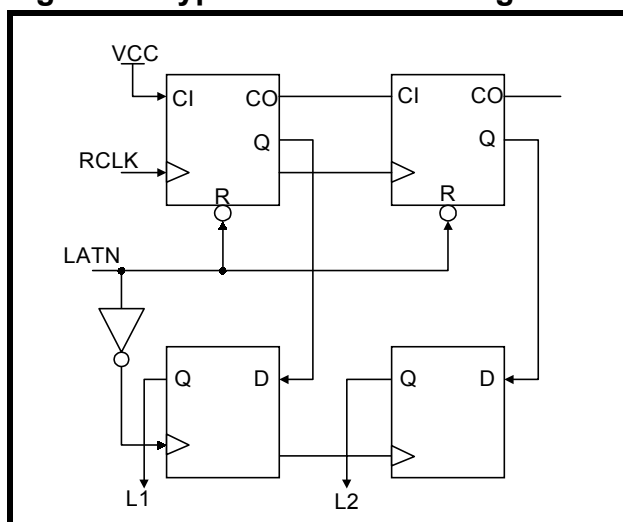 VCC
CI CO CI CO
Q Q
RCLK
R R
LATN
Q D Q D
L1 L2